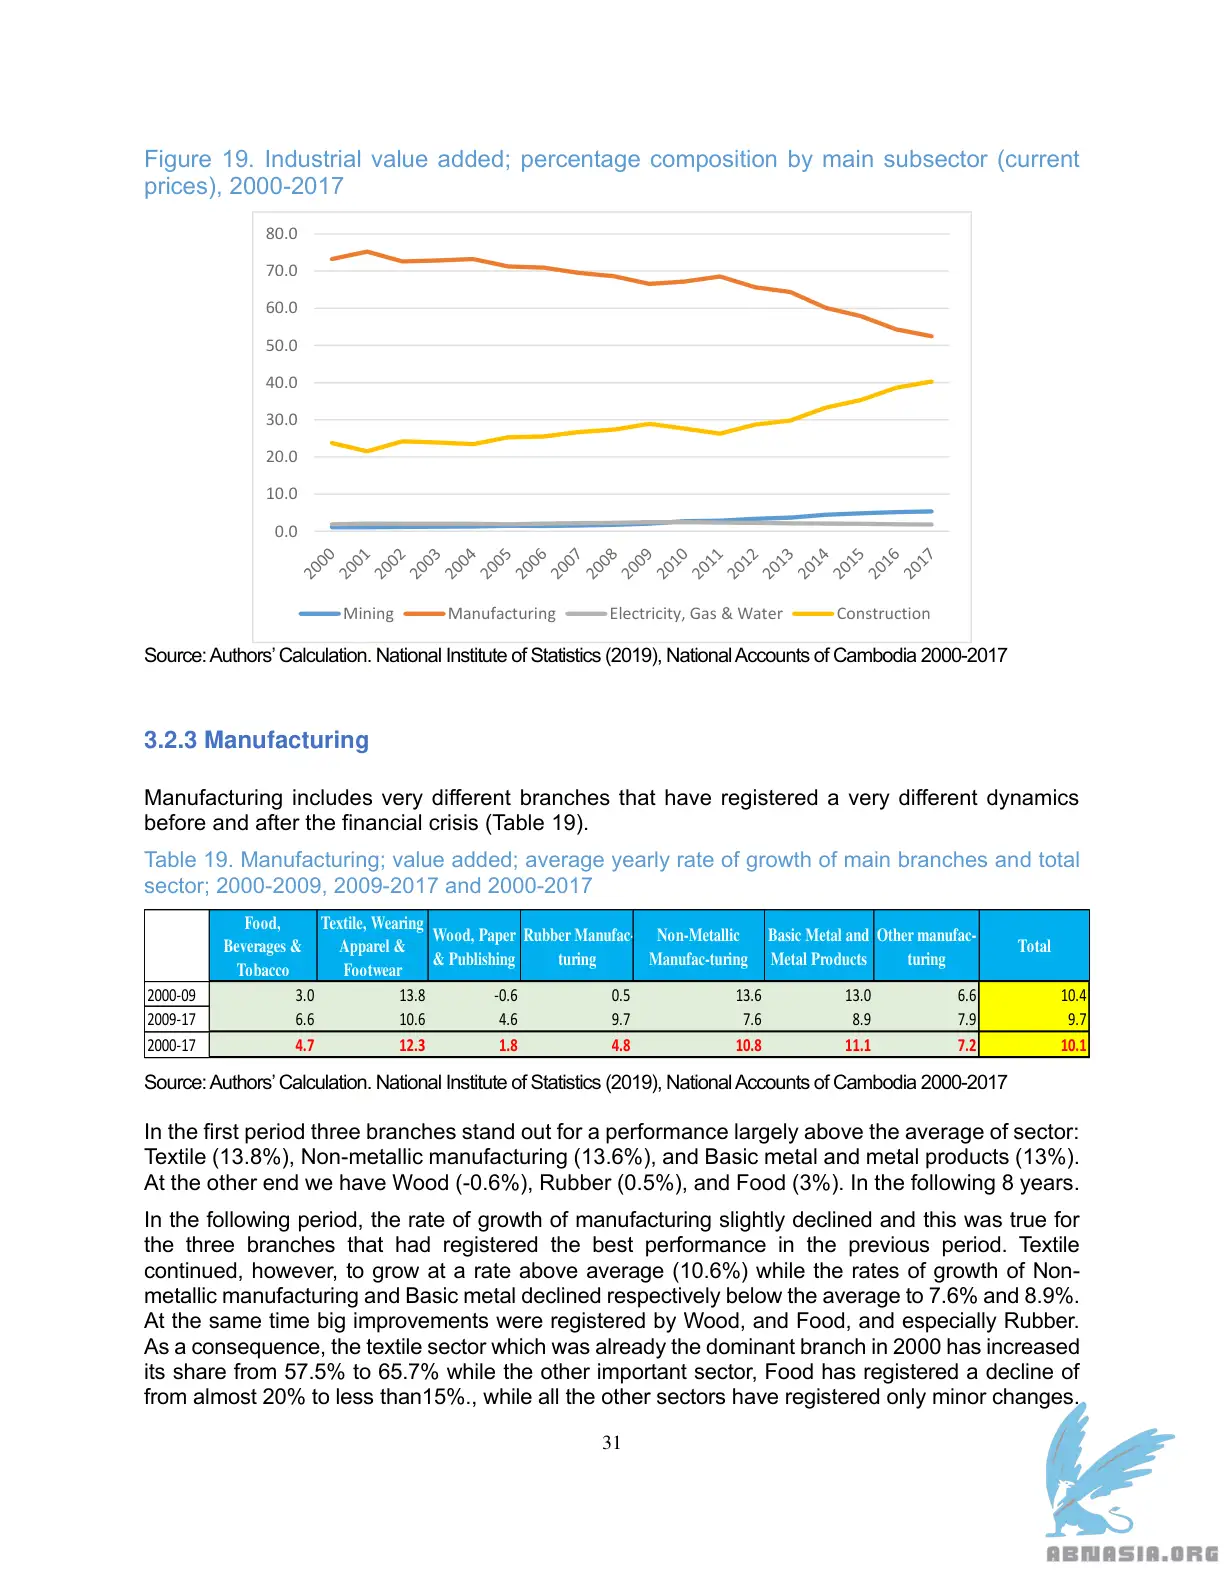 Figure 19. Industrial value added; percentage composition by main subsector (current
prices), 2000-2017
80.0
70.0
60.0
50.0
40.0
30.0
20.0
10.0
0.0
2000 2001 2002 2003 2004 2005 2006 2007 2008 2009 2010 2011 2012 2013 2014 2015 2016 2017
Mining Manufacturing Electricity, Gas & Water Construction
Source: Authors' Calculation. National Institute of Statistics (2019), National Accounts of Cambodia 2000-2017
3.2.3 Manufacturing
Manufacturing includes very different branches that have registered a very different dynamics
before and after the financial crisis (Table 19).
Table 19. Manufacturing; value added; average yearly rate of growth of main branches and total
sector; 2000-2009, 2009-2017 and 2000-2017
Food, Beverages & Tobacco Textile, Wearing Apparel & Footwear Wood, Paper & Publishing Rubber Manufac-turing Non-Metallic Manufac-turing Basic Metal and Metal Products Other manufac-turing Total
2000-09 3.0 13.8 -0.6 0.5 13.6 13.0 6.6 10.4
2009-17 6.6 10.6 4.6 9.7 7.6 8.9 7.9 9.7
2000-17 4.7 12.3 1.8 4.8 10.8 11.1 7.2 10.1
Source: Authors' Calculation. National Institute of Statistics (2019), National Accounts of Cambodia 2000-2017
In the first period three branches stand out for a performance largely above the average of sector:
Textile (13.8%), Non-metallic manufacturing (13.6%), and Basic metal and metal products (13%).
At the other end we have Wood (-0.6%), Rubber (0.5%), and Food (3%). In the following 8 years.
In the following period, the rate of growth of manufacturing slightly declined and this was true for
the three branches that had registered the best performance in the previous period. Textile
continued, however, to grow at a rate above average (10.6%) while the rates of growth of Non-
metallic manufacturing and Basic metal declined respectively below the average to 7.6% and 8.9%.
At the same time big improvements were registered by Wood, and Food, and especially Rubber.
As a consequence, the textile sector which was already the dominant branch in 2000 has increased
its share from 57.5% to 65.7% while the other important sector, Food has registered a decline of
from almost 20% to less than15%., while all the other sectors have registered only minor changes.
31
ABNASIA.ORG